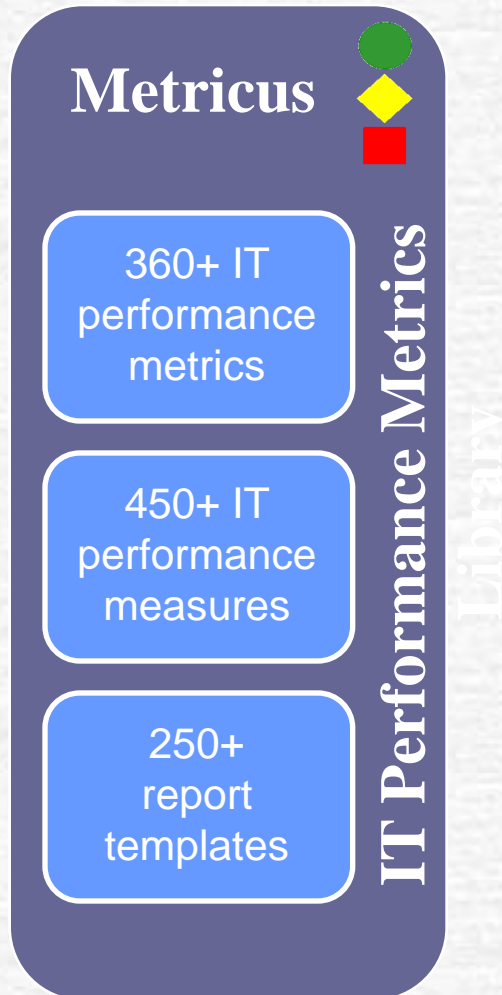 Metricus
360+ IT
performance
metrics
450+ IT
performance
measures
250+
report
templates
IT Performance Metrics
Library